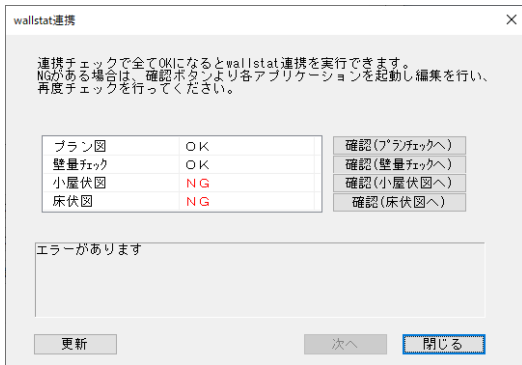 wallstat連携
連携チェックで全てOKになるとwallstat連携を実行できます。
NGがある場合は、確認ボタンより各アプリケーションを起動し編集を行い、
再度チェックを行ってください。
プラン図 OK 確認(プランチェックへ)
壁量チェック OK 確認(壁量チェックへ)
小屋伏図 NG 確認(小屋伏図へ)
床伏図 NG 確認(床伏図へ)
エラーがあります
更新 次へ 閉じる